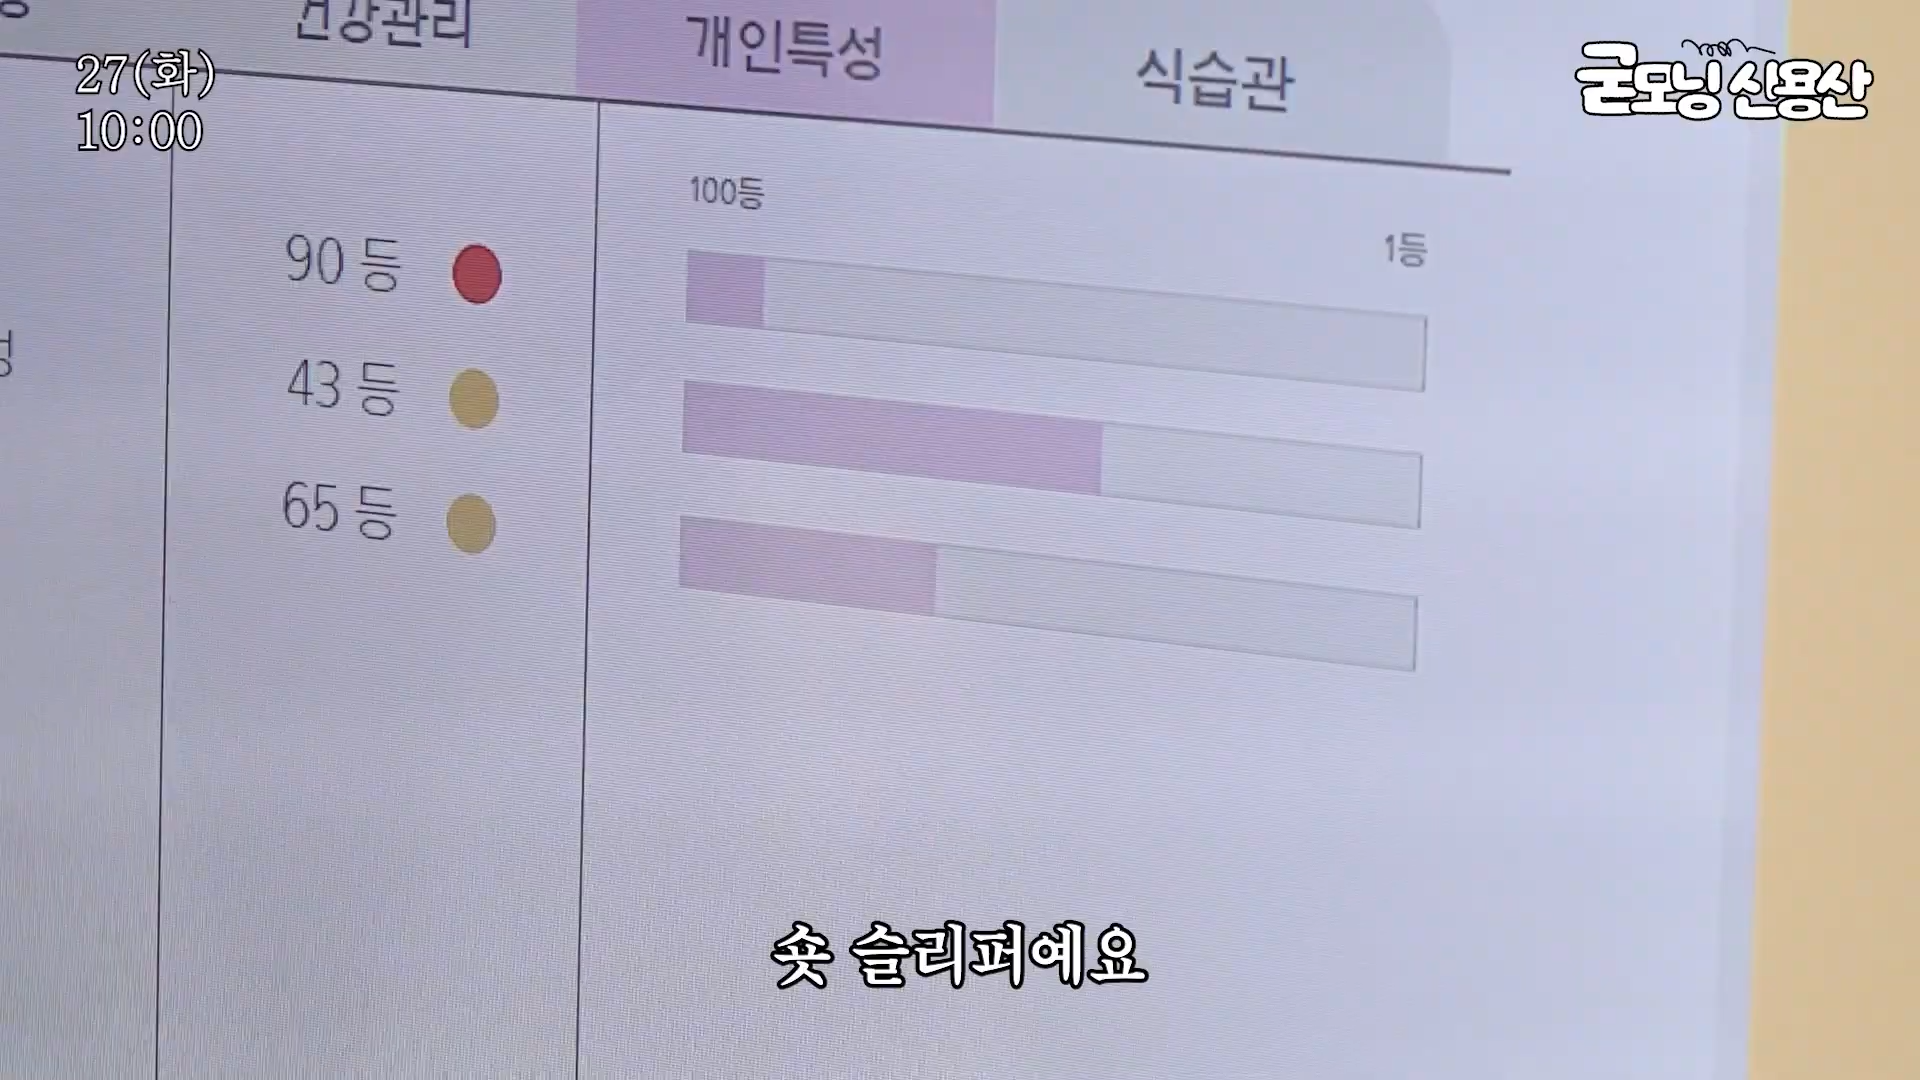 건강관리
개인특성
식습관
27(화)
10:00
굳모닝 신용산
100등
1등
90 등
43 등
65 등
숏 슬리퍼예요